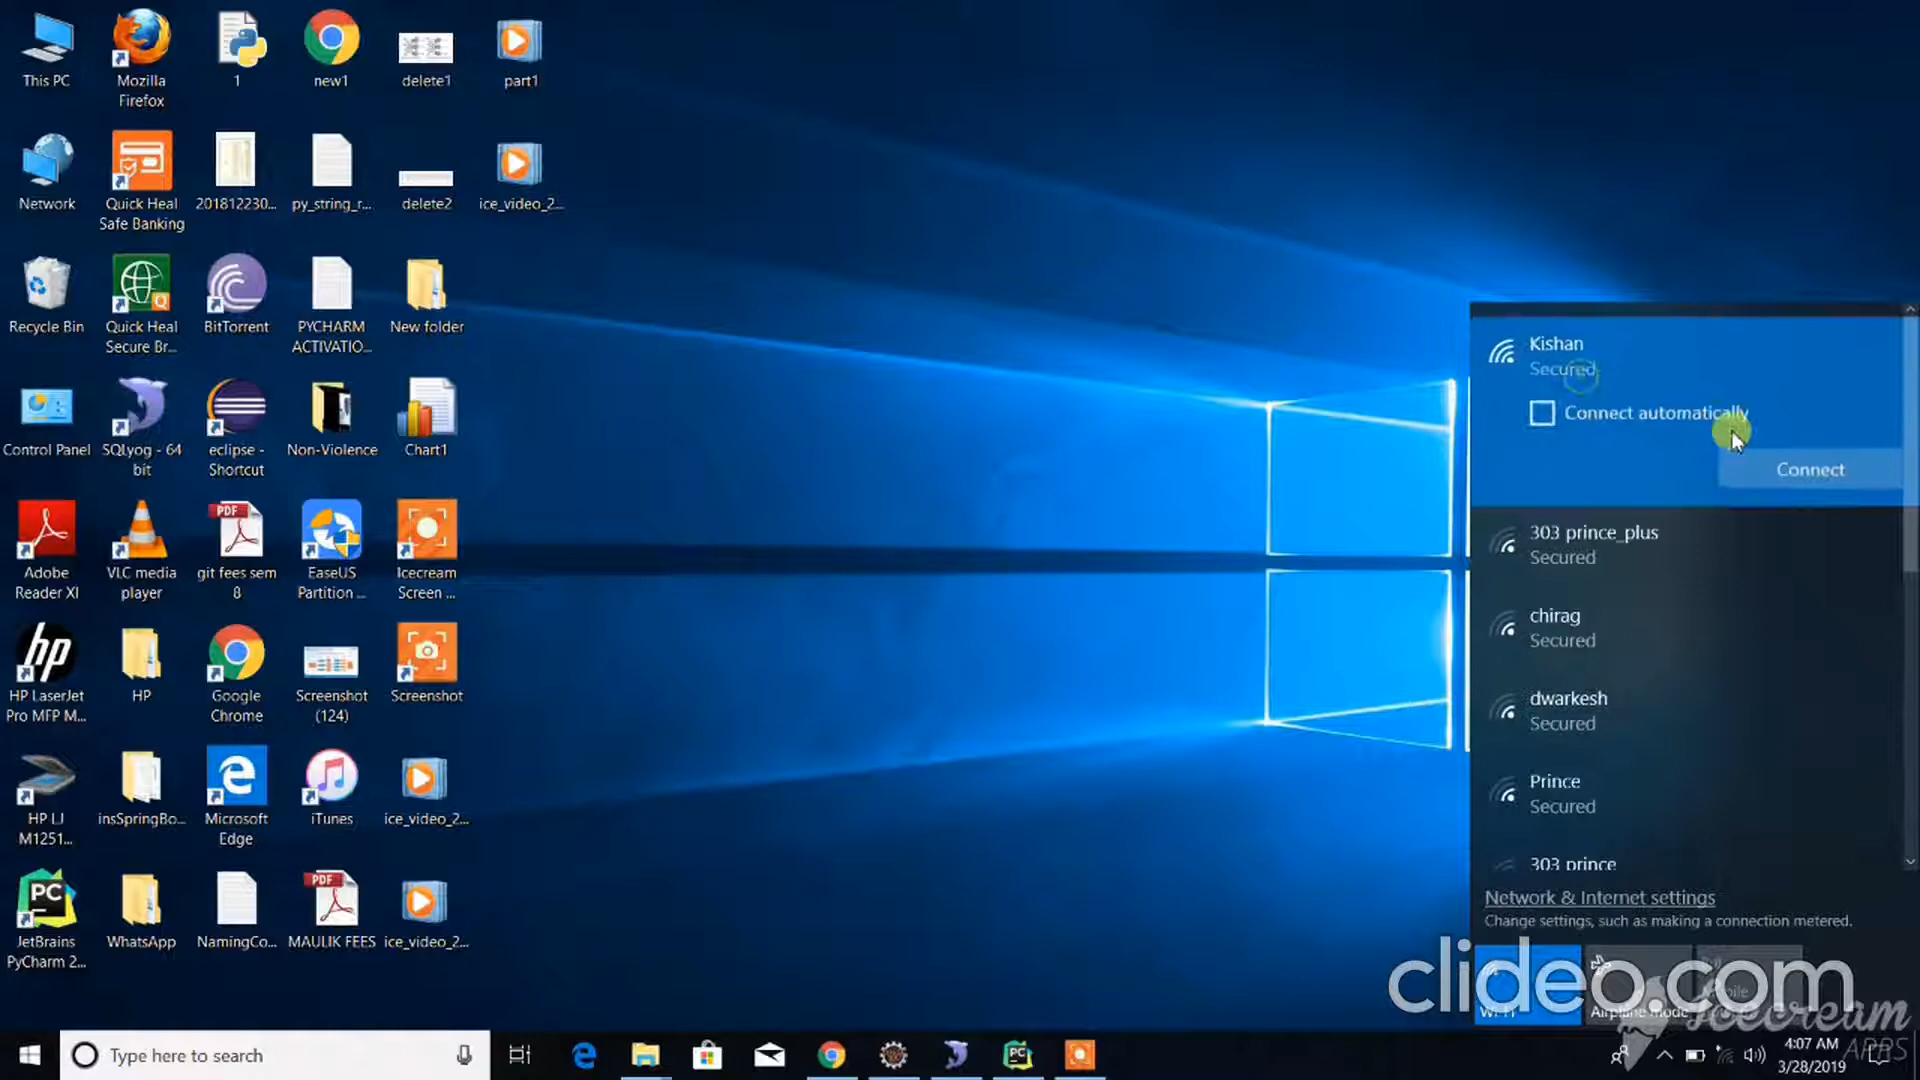 This PC
Mozilla
Firefox
1
new1
delete1
part1
Network
Quick Heal
Safe Banking
201812230...
py_string_r...
delete2
ice_video_2...
Recycle Bin
Quick Heal
Secure Br...
BitTorrent
PYCHARM
ACTIVATIO...
New folder
Control Panel
SQLyog - 64
bit
eclipse -
Shortcut
Non-Violence
Chart1
Adobe
Reader XI
VLC media
player
PDF
git fees sem
8
EaseUS
Partition ...
Icecream
Screen ...
hp
HP LaserJet
Pro MFP M...
HP
Google
Chrome
Screenshot
(124)
Screenshot
HP LJ
M1251...
insSpringBo...
Microsoft
Edge
iTunes
ice_video_2...
PC
JetBrains
PyCharm 2...
WhatsApp
NamingCo...
PDF
MAULIK FEES
ice_video_2...
Kishan
Secured
Connect automatically
Connect
303 prince_plus
Secured
chirag
Secured
dwarkesh
Secured
Prince
Secured
303 prince
Network & Internet settings
Change settings, such as making a connection metered.
clideo.com
Wi-Fi
Airplane mode
Icecream
APPS
Type here to search
PC
4:07 AM
3/28/2019